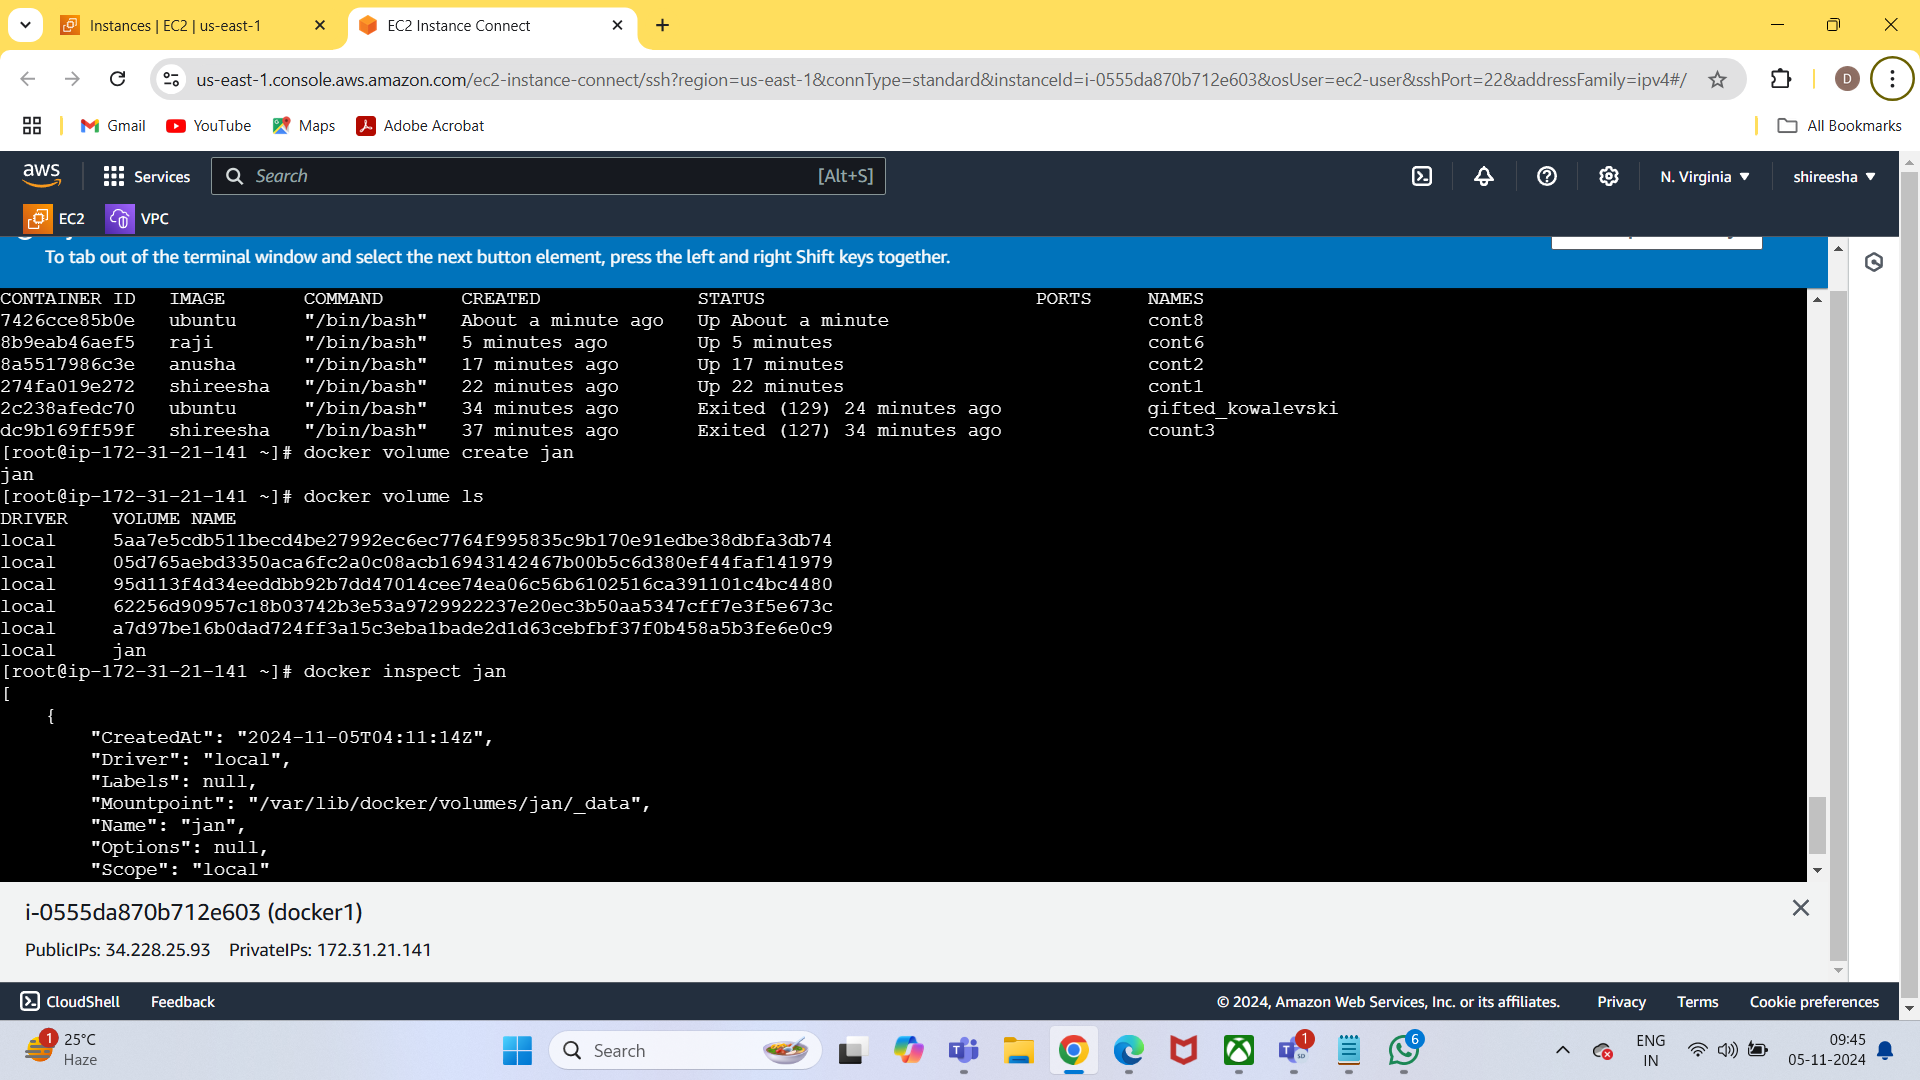 Instances | EC2 | us-east-1
EC2 Instance Connect
us-east-1.console.aws.amazon.com/ec2-instance-connect/ssh?region=us-east-1&connType=standard&instanceId=i-0555da870b712e603&osUser=ec2-user&sshPort=22&addressFamily=ipv4#/
D
Gmail YouTube Maps Adobe Acrobat All Bookmarks
aws Services Search [Alt+S] N. Virginia shireesha
EC2 VPC
To tab out of the terminal window and select the next button element, press the left and right Shift keys together.
CONTAINER ID IMAGE COMMAND CREATED STATUS PORTS NAMES
7426cce85b0e ubuntu "/bin/bash" About a minute ago Up About a minute cont8
8b9eab46aef5 raji "/bin/bash" 5 minutes ago Up 5 minutes cont6
8a5517986c3e anusha "/bin/bash" 17 minutes ago Up 17 minutes cont2
274fa019e272 shireesha "/bin/bash" 22 minutes ago Up 22 minutes cont1
2c238afedc70 ubuntu "/bin/bash" 34 minutes ago Exited (129) 24 minutes ago gifted_kowalevski
dc9b169ff59f shireesha "/bin/bash" 37 minutes ago Exited (127) 34 minutes ago count3
[root@ip-172-31-21-141 ~]# docker volume create jan
jan
[root@ip-172-31-21-141 ~]# docker volume ls
DRIVER VOLUME NAME
local 5aa7e5cdb511becd4be27992ec6ec7764f995835c9b170e91edbe38dbfa3db74
local 05d765aebd3350aca6fc2a0c08acb16943142467b00b5c6d380ef44faf141979
local 95d113f4d34eeddbb92b7dd47014cee74ea06c56b6102516ca391101c4bc4480
local 62256d90957c18b03742b3e53a9729922237e20ec3b50aa5347cff7e3f5e673c
local a7d97be16b0dad724ff3a15c3eba1bade2d1d63cebfbf37f0b458a5b3fe6e0c9
local jan
[root@ip-172-31-21-141 ~]# docker inspect jan
[
{
"CreatedAt": "2024-11-05T04:11:14Z",
"Driver": "local",
"Labels": null,
"Mountpoint": "/var/lib/docker/volumes/jan/_data",
"Name": "jan",
"Options": null,
"Scope": "local"
i-0555da870b712e603 (docker1)
PublicIPs: 34.228.25.93 PrivateIPs: 172.31.21.141
CloudShell Feedback © 2024, Amazon Web Services, Inc. or its affiliates. Privacy Terms Cookie preferences
1 25°C
Haze
Search
1
6
ENG
IN
09:45
05-11-2024